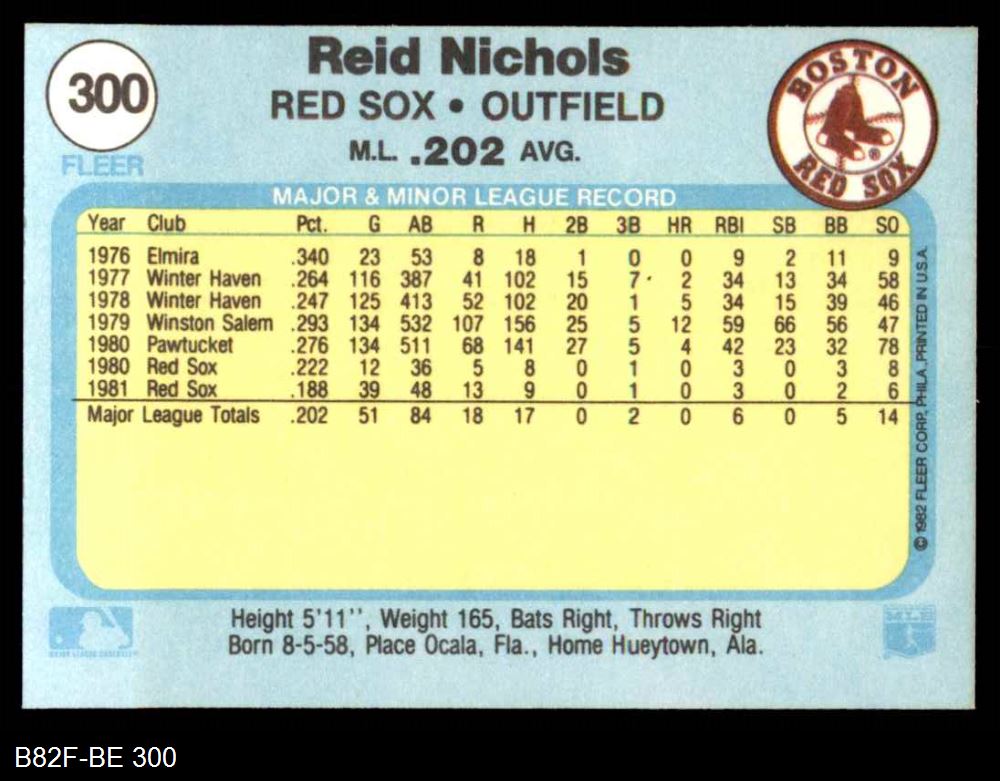 300
FLEER
Reid Nichols
RED SOX • OUTFIELD
M.L. .202 AVG.
BOSTON
RED SOX
®
MAJOR & MINOR LEAGUE RECORD
Year Club Pct. G AB R H 2B 3B HR RBI SB BB SO
1976 Elmira .340 23 53 8 18 1 0 0 9 2 11 9
1977 Winter Haven .264 116 387 41 102 15 7 2 34 13 34 58
1978 Winter Haven .247 125 413 52 102 20 1 5 34 15 39 46
1979 Winston Salem .293 134 532 107 156 25 5 12 59 66 56 47
1980 Pawtucket .276 134 511 68 141 27 5 4 42 23 32 78
1980 Red Sox .222 12 36 5 8 0 1 0 3 0 3 8
1981 Red Sox .188 39 48 13 9 0 1 0 3 0 2 6
Major League Totals .202 51 84 18 17 0 2 0 6 0 5 14
© 1982 FLEER CORP., PHILA., PRINTED IN U.S.A.
Height 5'11'', Weight 165, Bats Right, Throws Right
Born 8-5-58, Place Ocala, Fla., Home Hueytown, Ala.
MAJOR LEAGUE BASEBALL
B82F-BE 300